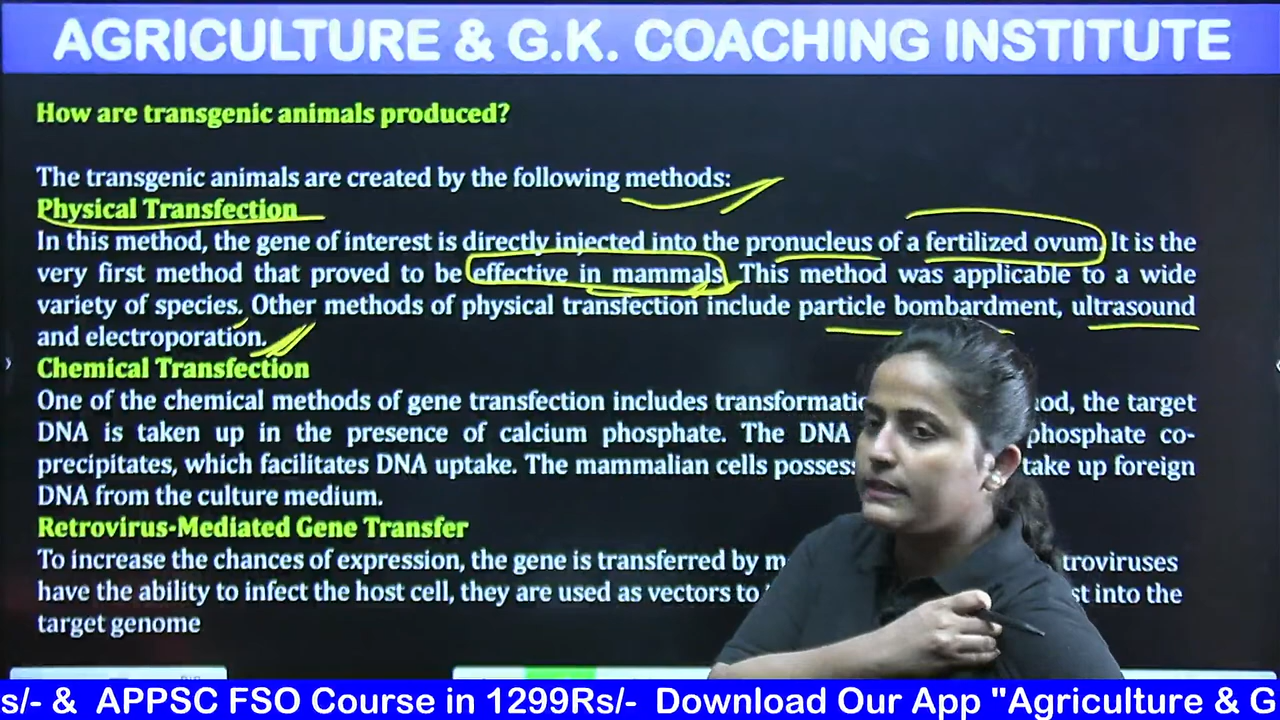 AGRICULTURE & G.K. COACHING INSTITUTE
How are transgenic animals produced?
The transgenic animals are created by the following methods:
Physical Transfection
In this method, the gene of interest is directly injected into the pronucleus of a fertilized ovum. It is the
very first method that proved to be effective in mammals. This method was applicable to a wide
variety of species. Other methods of physical transfection include particle bombardment, ultrasound
and electroporation.
Chemical Transfection
One of the chemical methods of gene transfection includes the target
DNA is taken up in the presence of calcium phosphate. The DNA phosphate co-
precipitates, which facilitates DNA uptake. The mammalian cells take up foreign
DNA from the culture medium.
Retrovirus-Mediated Gene Transfer
To increase the chances of expression, the gene is transferred by
have the ability to infect the host cell, they are used as vectors to into the
target genome
s/- & APPSC FSO Course in 1299Rs/- Download Our App "Agriculture & G